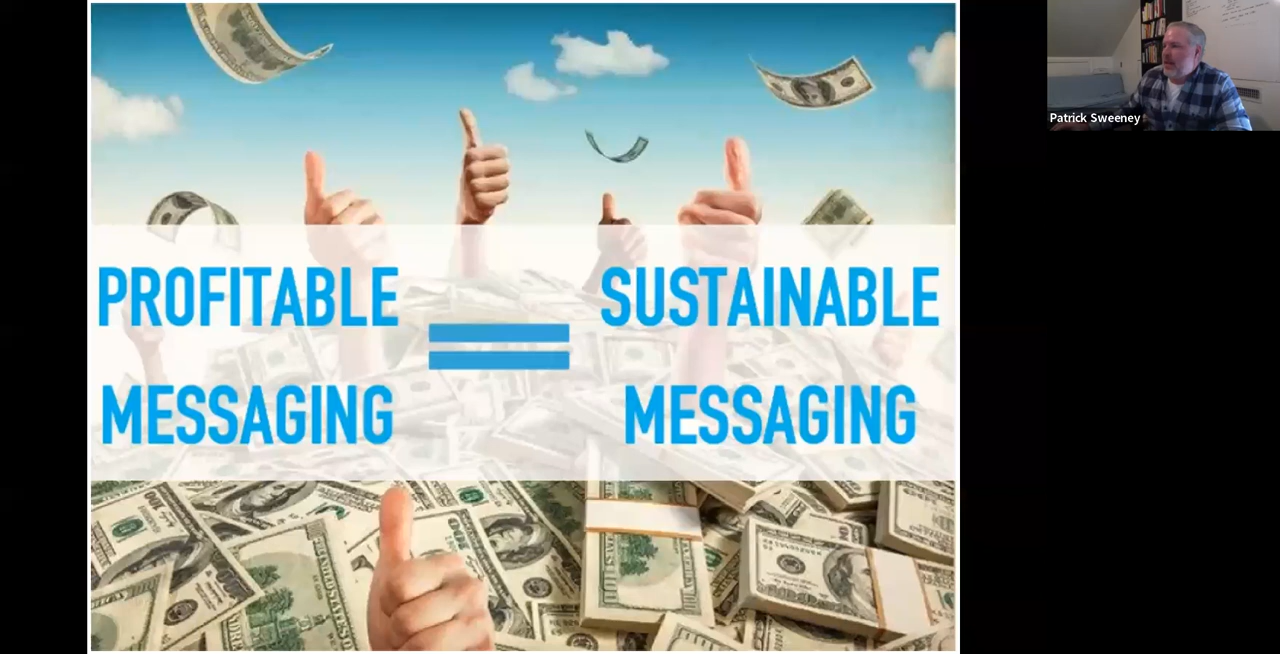 PROFITABLE
MESSAGING
=
SUSTAINABLE
MESSAGING
Patrick Sweeney